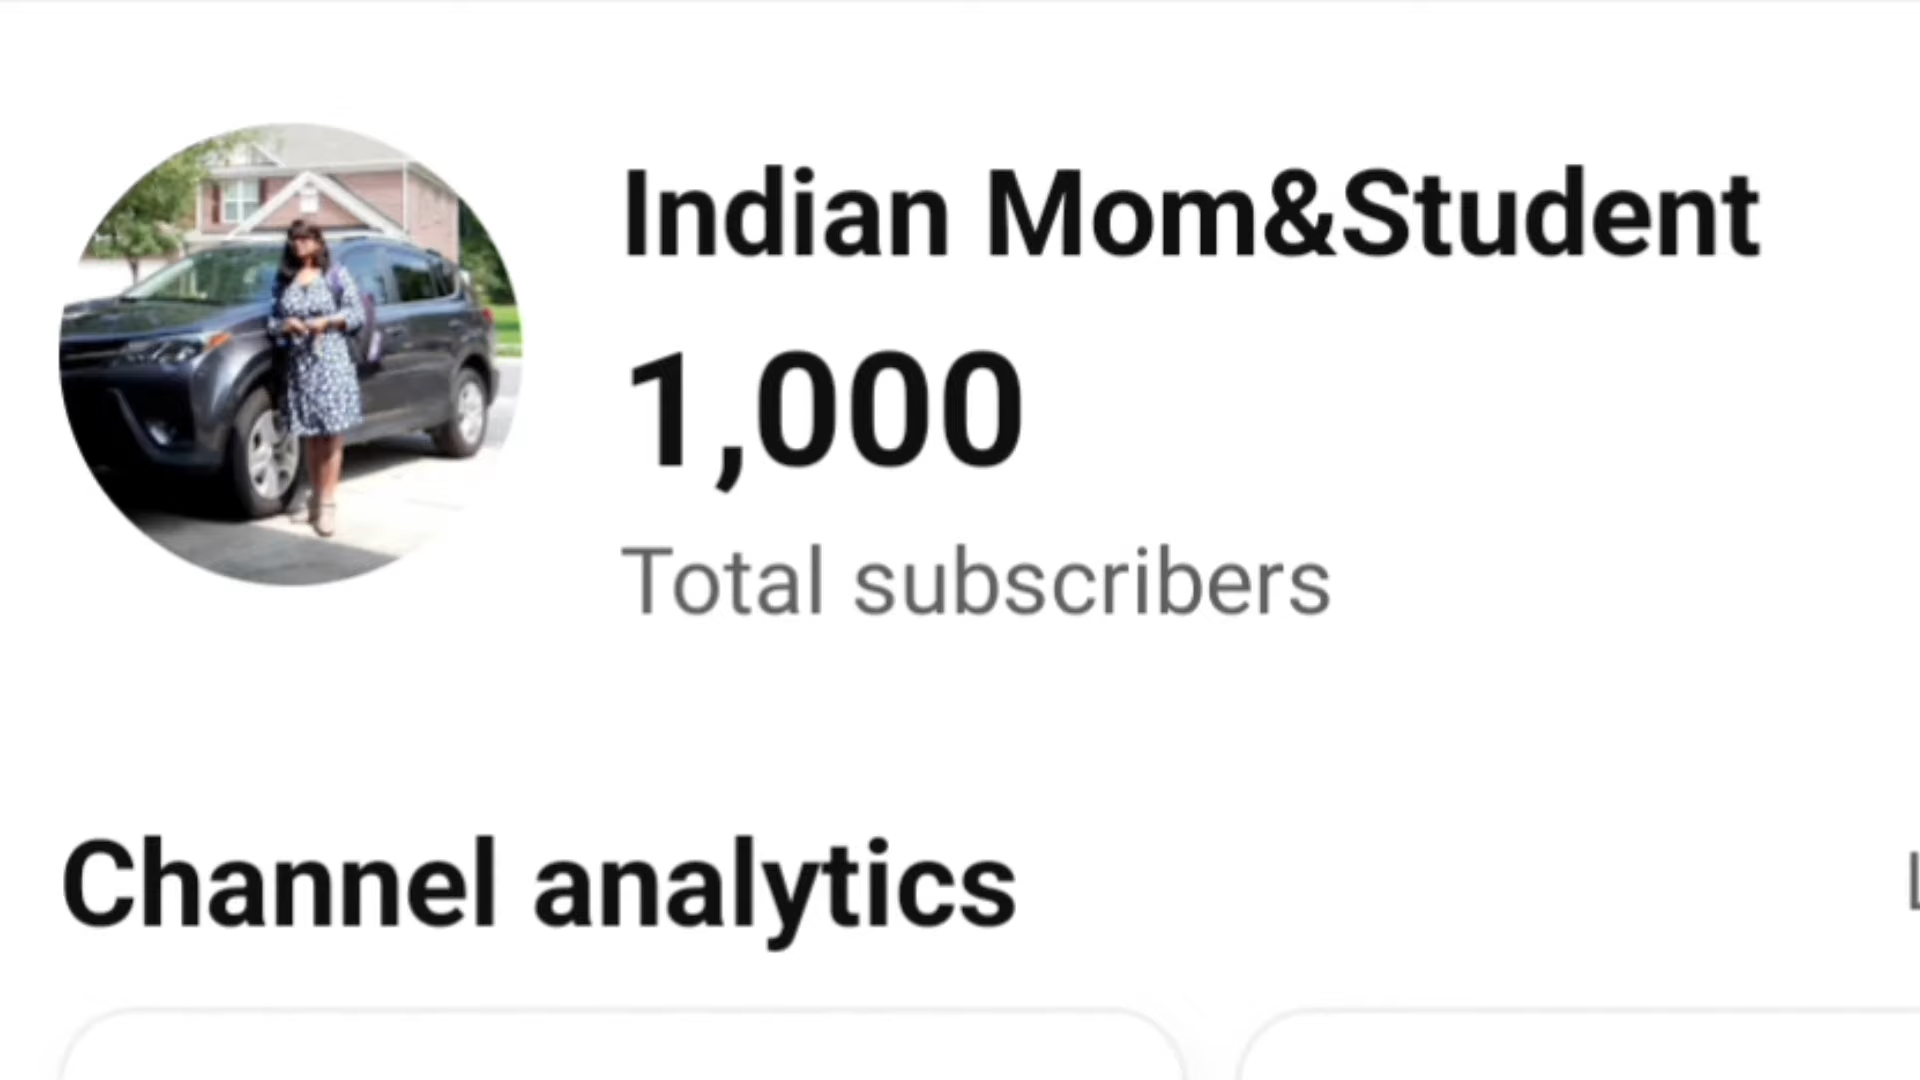 Indian Mom&Student
1,000
Total subscribers
Channel analytics